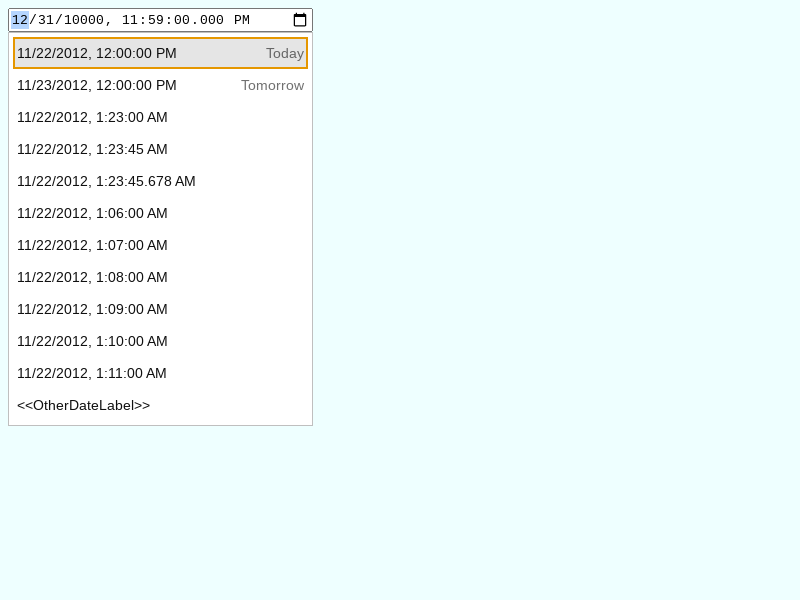 12/31/10000, 11:59:00.000 PM
11/22/2012, 12:00:00 PM Today
11/23/2012, 12:00:00 PM Tomorrow
11/22/2012, 1:23:00 AM
11/22/2012, 1:23:45 AM
11/22/2012, 1:23:45.678 AM
11/22/2012, 1:06:00 AM
11/22/2012, 1:07:00 AM
11/22/2012, 1:08:00 AM
11/22/2012, 1:09:00 AM
11/22/2012, 1:10:00 AM
11/22/2012, 1:11:00 AM
<<OtherDateLabel>>